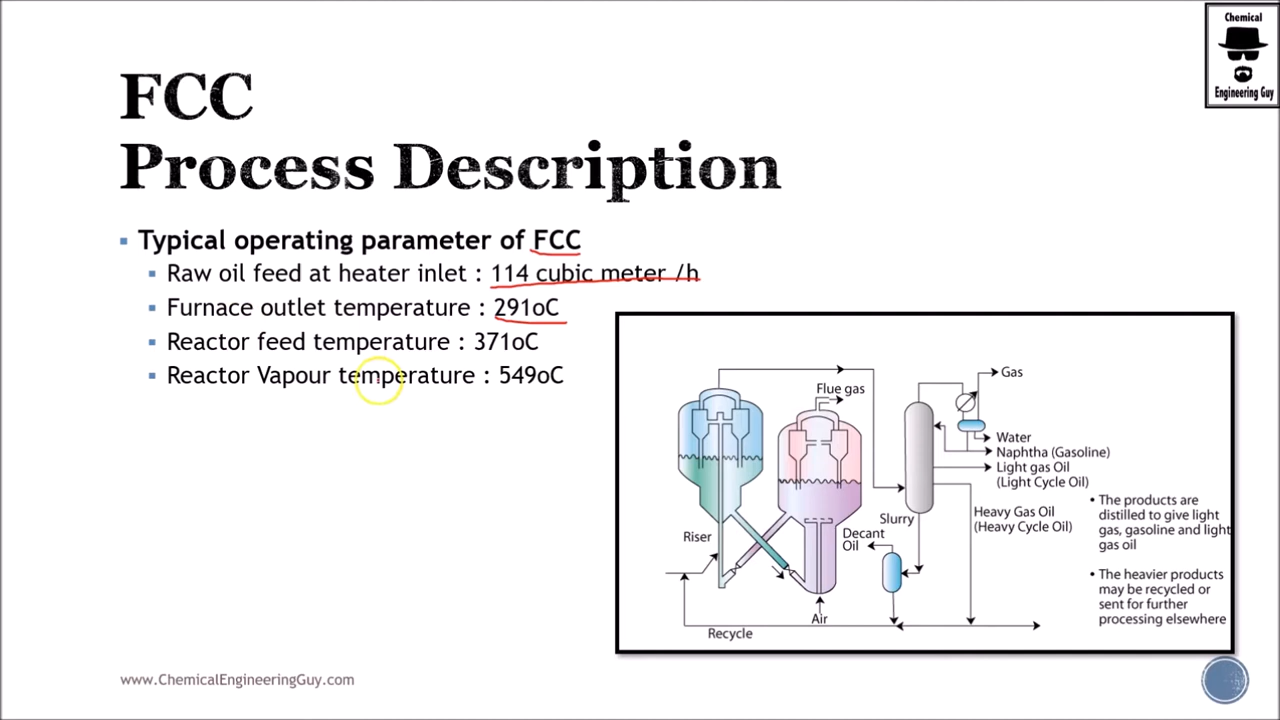 Chemical
Engineering Guy
FCC
Process Description
Typical operating parameter of FCC
Raw oil feed at heater inlet : 114 cubic meter /h
Furnace outlet temperature : 291oC
Reactor feed temperature : 371oC
Reactor Vapour temperature : 549oC
Flue gas
Gas
Water
Naphtha (Gasoline)
Light gas Oil
(Light Cycle Oil)
Heavy Gas Oil
(Heavy Cycle Oil)
Slurry
Decant
Oil
Riser
Air
Recycle
• The products are
distilled to give light
gas, gasoline and light
gas oil
• The heavier products
may be recycled or
sent for further
processing elsewhere
www.ChemicalEngineeringGuy.com